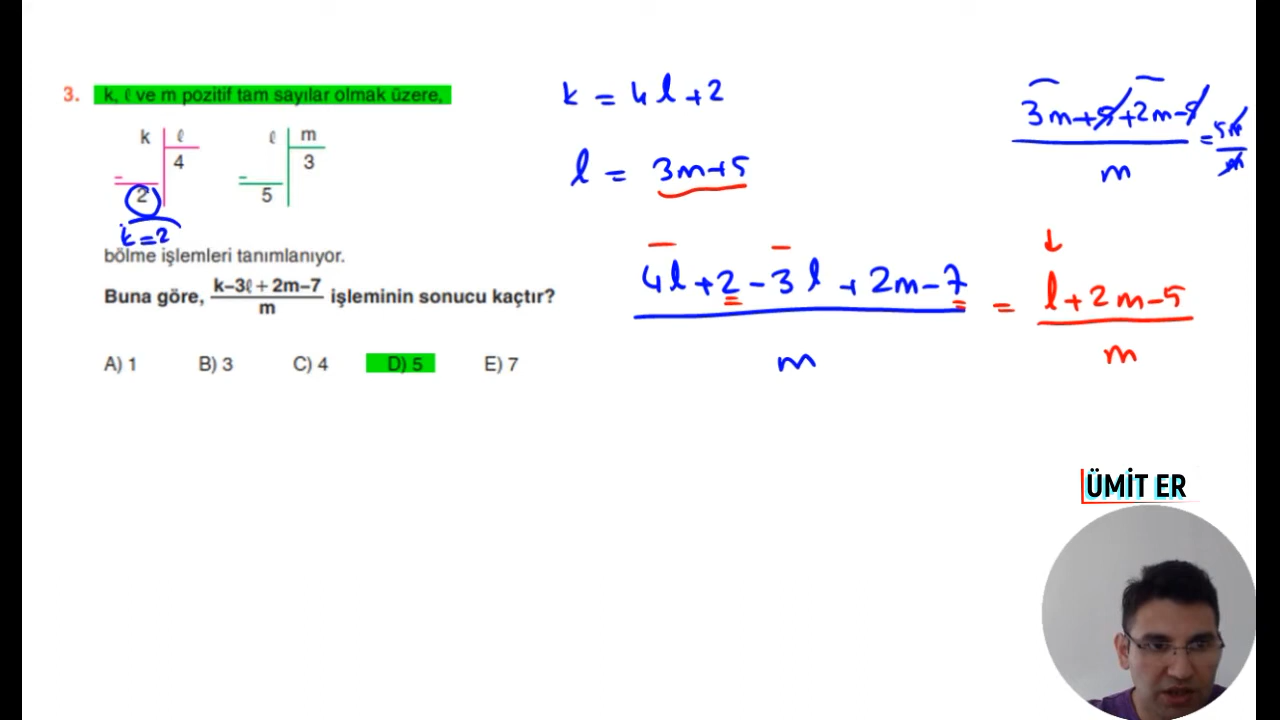 3. k, ℓ ve m pozitif tam sayılar olmak üzere,
k ℓ ℓ m
4 3
2 5
k=2
bölme işlemleri tanımlanıyor.
Buna göre, k–3ℓ + 2m–7 / m işleminin sonucu kaçtır?
A) 1 B) 3 C) 4 D) 5 E) 7
k = 4l+2
l = 3m+5
4l+2-3l+2m-7 / m = l+2m-5 / m
3m+5+2m-5 / m = 5m / m
ÜMİT ER